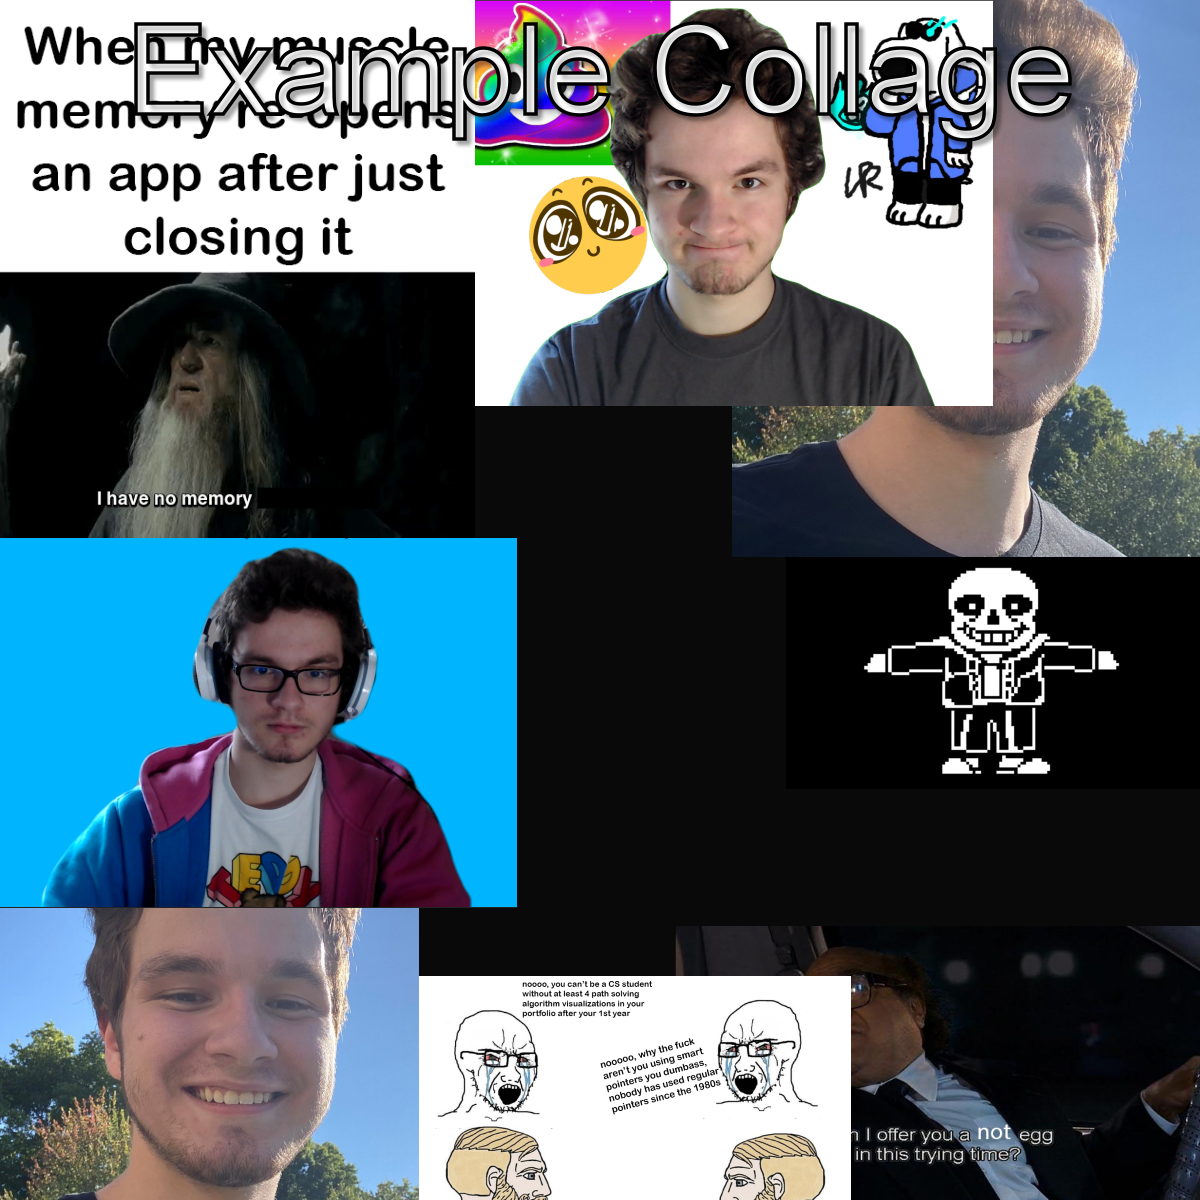 Example Collage
When my muscle
memory re-opens
an app after just
closing it
I have no memory
noooo, you can't be a CS student
without at least 4 path solving
algorithm visualizations in your
portfolio after your 1st year
nooooo, why the fuck
aren't you using smart
pointers you dumbass,
nobody has used regular
pointers since the 1980s
I offer you a not egg
in this trying time?